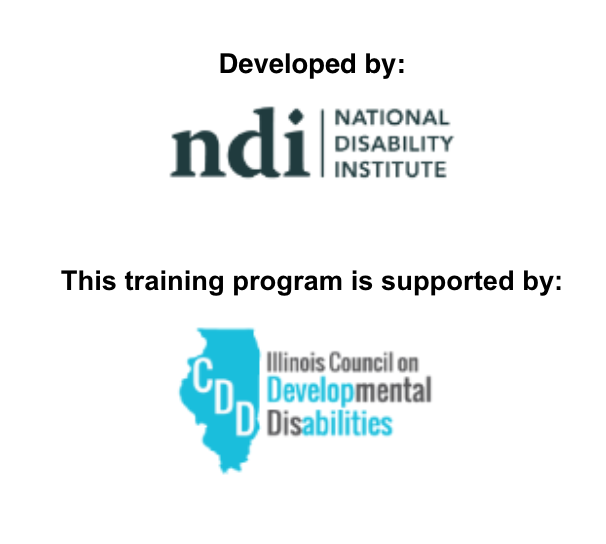 Developed by:
ndi
NATIONAL
DISABILITY
INSTITUTE
This training program is supported by:
CDD
Illinois Council on
Developmental
Disabilities